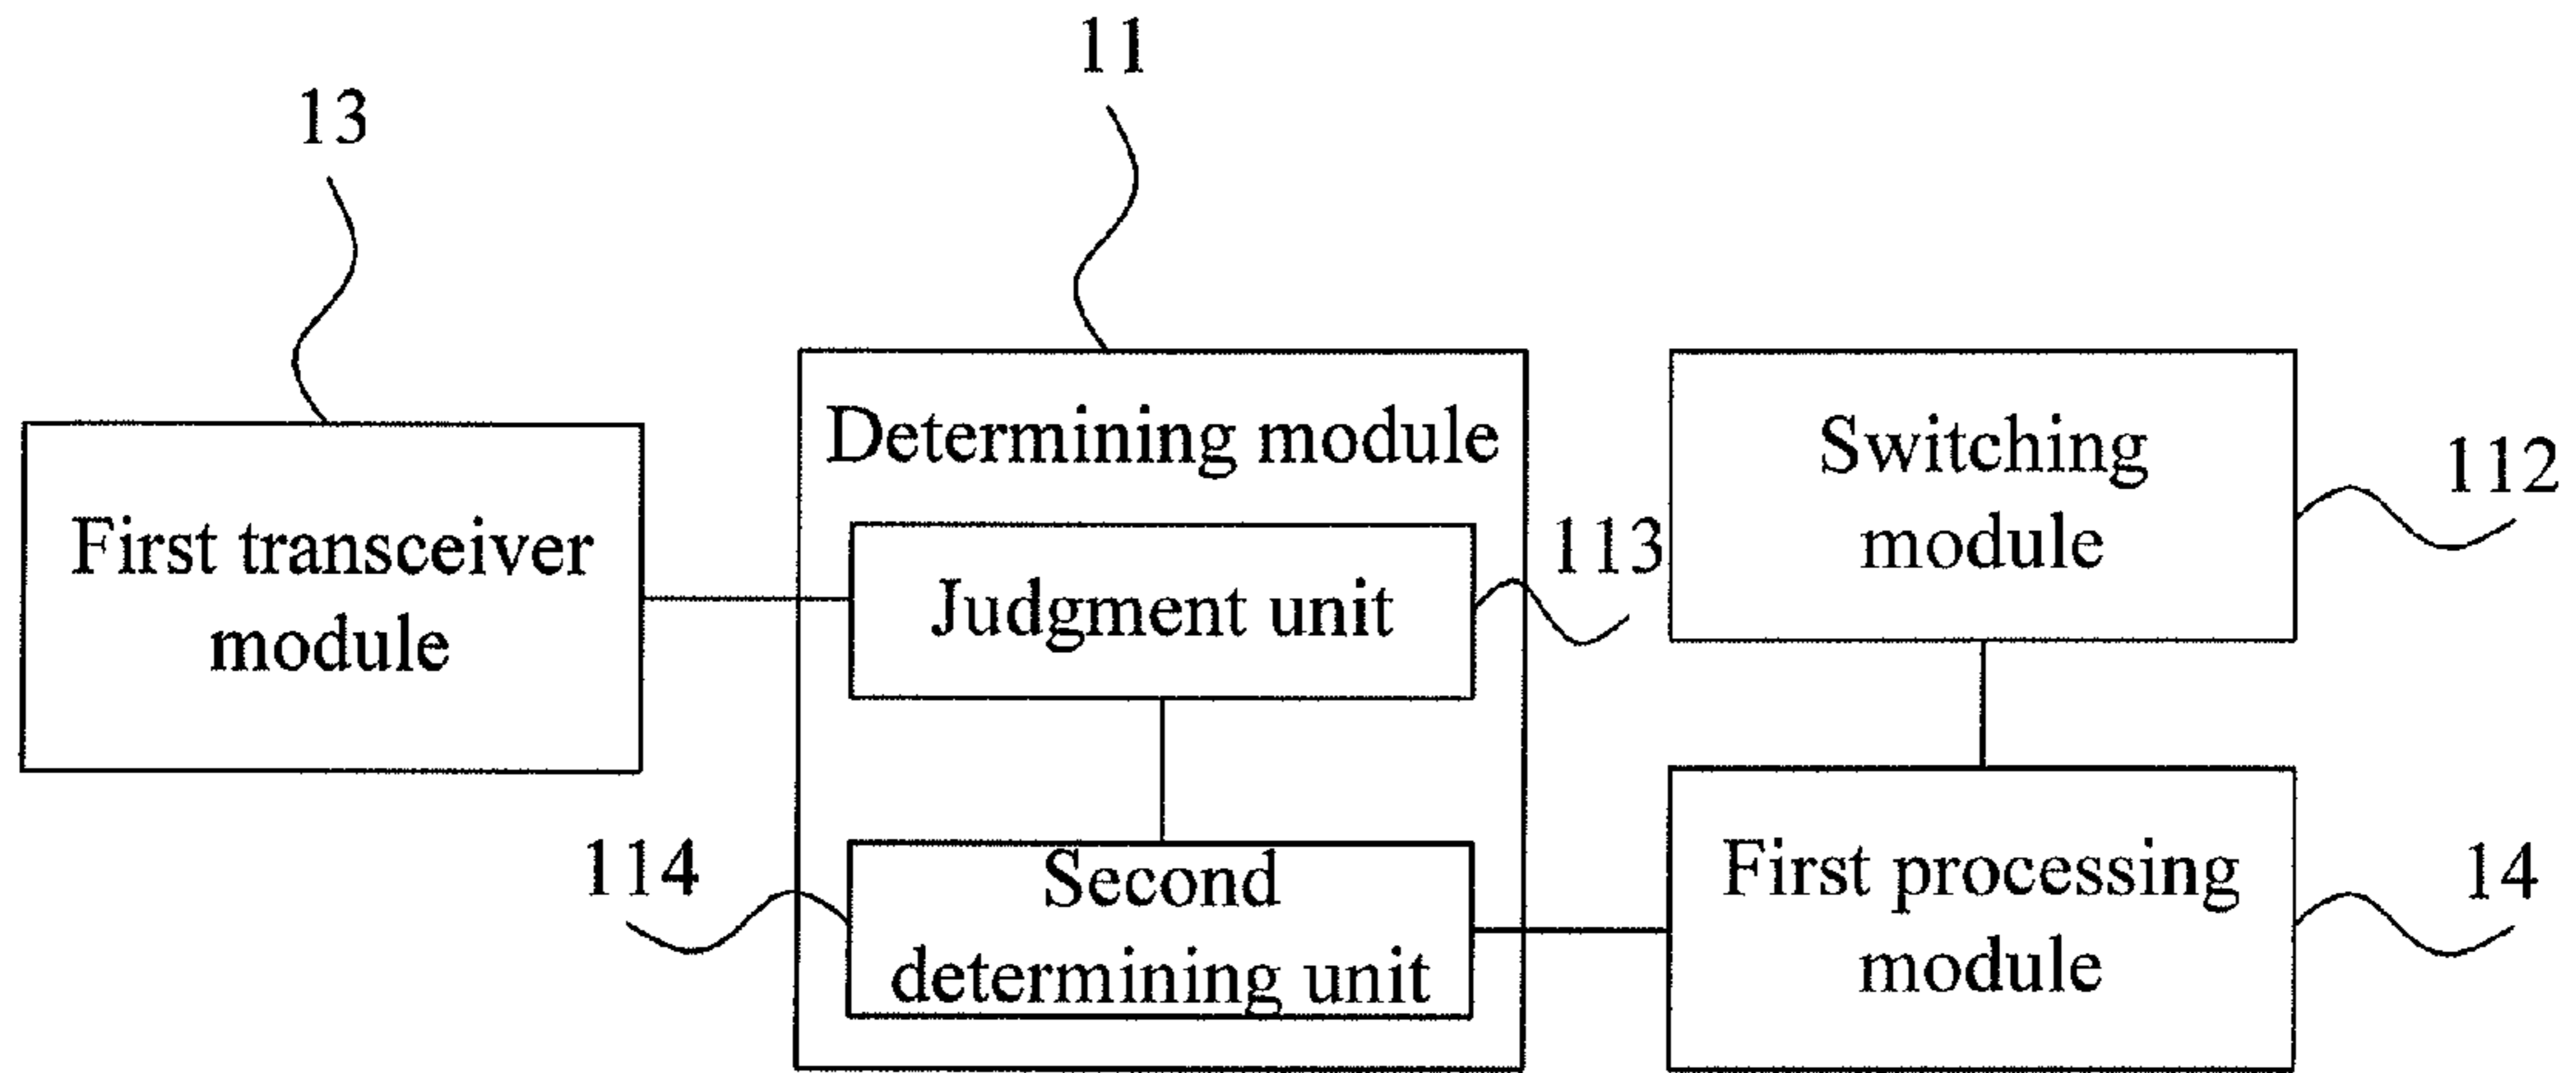 11
13
Determining module
Switching
module
112
First transceiver
module
113
Judgment unit
114
Second
determining unit
First processing
module
14